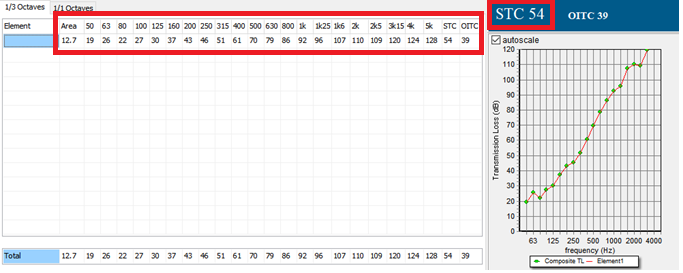 1/3 Octaves 1/1 Octaves
Element Area 50 63 80 100 125 160 200 250 315 400 500 630 800 1k 1k25 1k6 2k 2k5 3k15 4k 5k STC OITC
12.7 19 26 22 27 30 37 43 46 51 61 70 79 86 92 96 107 110 109 120 124 128 54 39
Total 12.7 19 26 22 27 30 37 43 46 51 61 70 79 86 92 96 107 110 109 120 124 128 54 39
STC 54 OITC 39
autoscale
Transmission Loss (dB)
120
110
100
90
80
70
60
50
40
30
20
10
0
63 125 250 500 1000 2000 4000
frequency (Hz)
Composite TL Element1